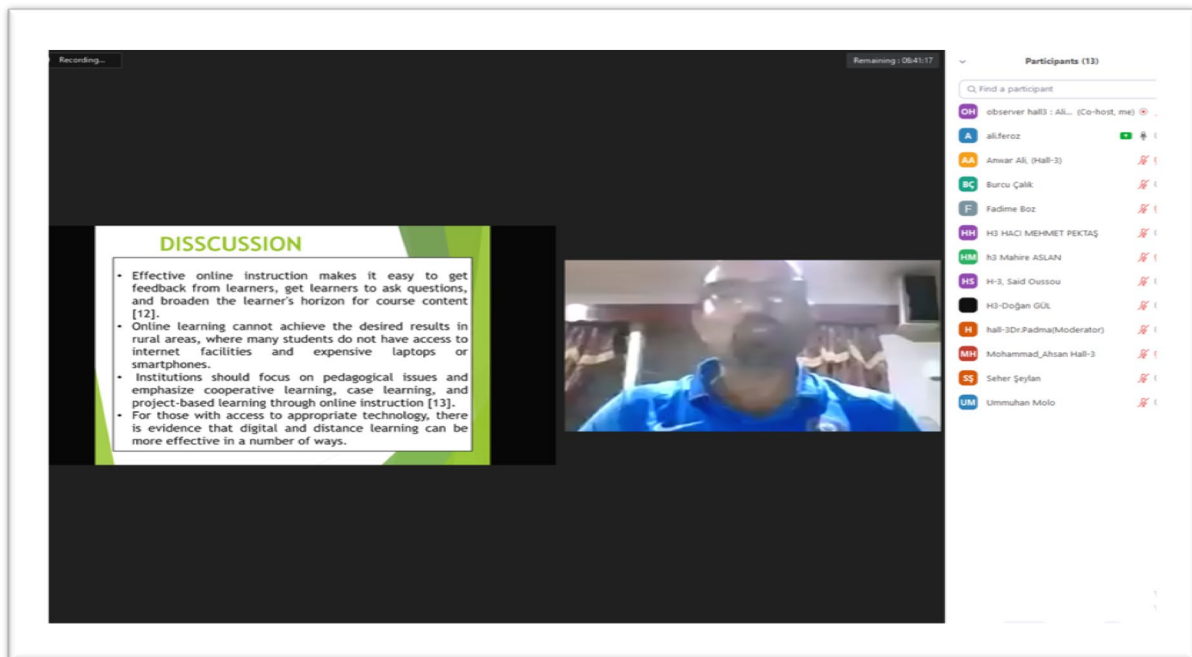 Recording...
Remaining : 08:41:17
DISSCUSSION
• Effective online instruction makes it easy to get
feedback from learners, get learners to ask questions,
and broaden the learner's horizon for course content
[12].
• Online learning cannot achieve the desired results in
rural areas, where many students do not have access to
internet facilities and expensive laptops or
smartphones.
• Institutions should focus on pedagogical issues and
emphasize cooperative learning, case learning, and
project-based learning through online instruction [13].
• For those with access to appropriate technology, there
is evidence that digital and distance learning can be
more effective in a number of ways.
Participants (13)
Find a participant
OH observer hall3 : Ali... (Co-host, me)
A ali.feroz
AA Anwar Ali, (Hall-3)
BÇ Burcu Çalik
F Fadime Boz
HH H3 HACI MEHMET PEKTAŞ
HM h3 Mahire ASLAN
HS H-3, Said Oussou
H3-Doğan GÜL
H hall-3Dr.Padma(Moderator)
MH Mohammad_Ahsan Hall-3
SŞ Seher Şeylan
UM Ummuhan Molo